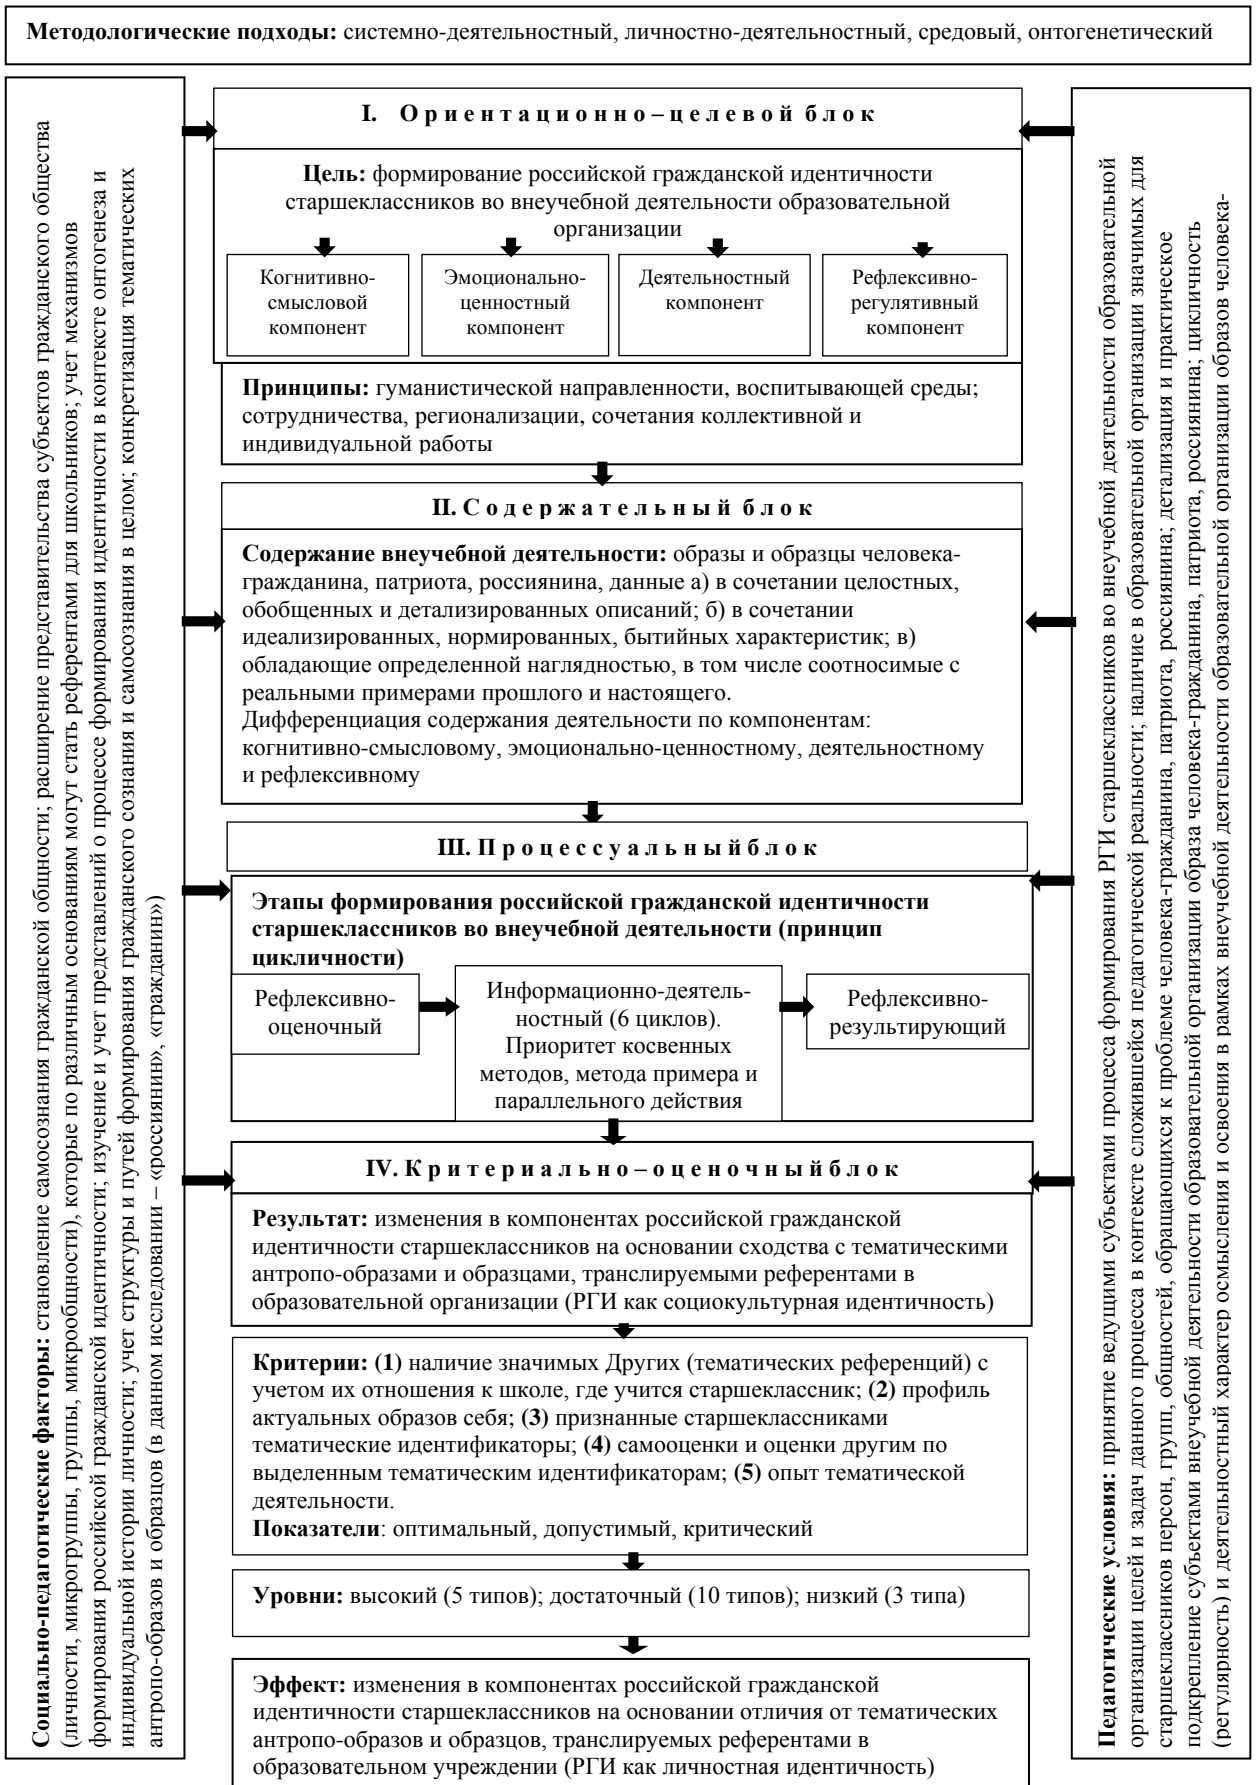 Методологические подходы: системно-деятельностный, личностно-деятельностный, средовый, онтогенетический
Социально-педагогические факторы: становление самосознания гражданской общности; расширение представительства субъектов гражданского общества
(личности, микрогруппы, группы, микрообщности), которые по различным основаниям могут стать референтами для школьников; учет механизмов
формирования российской гражданской идентичности; изучение и учет представлений о процессе формирования идентичности в контексте онтогенеза и
индивидуальной истории личности; учет структуры и путей формирования гражданского сознания и самосознания в целом; конкретизация тематических
антропо-образов и образцов (в данном исследовании – «россиянин», «гражданин»)
I. Ориентационно–целевой блок
Цель: формирование российской гражданской идентичности
старшеклассников во внеучебной деятельности образовательной
организации
Когнитивно-
смысловой
компонент
Эмоционально-
ценностный
компонент
Деятельностный
компонент
Рефлексивно-
регулятивный
компонент
Принципы: гуманистической направленности, воспитывающей среды;
сотрудничества, регионализации, сочетания коллективной и
индивидуальной работы
II. Содержательный блок
Содержание внеучебной деятельности: образы и образцы человека-
гражданина, патриота, россиянина, данные а) в сочетании целостных,
обобщенных и детализированных описаний; б) в сочетании
идеализированных, нормированных, бытийных характеристик; в)
обладающие определенной наглядностью, в том числе соотносимые с
реальными примерами прошлого и настоящего.
Дифференциация содержания деятельности по компонентам:
когнитивно-смысловому, эмоционально-ценностному, деятельностному
и рефлексивному
III. Процессуальныйблок
Этапы формирования российской гражданской идентичности
старшеклассников во внеучебной деятельности (принцип
цикличности)
Рефлексивно-
оценочный
Информационно-деятель-
ностный (6 циклов).
Приоритет косвенных
методов, метода примера и
параллельного действия
Рефлексивно-
результирующий
IV. Критериально–оценочныйблок
Результат: изменения в компонентах российской гражданской
идентичности старшеклассников на основании сходства с тематическими
антропо-образами и образцами, транслируемыми референтами в
образовательной организации (РГИ как социокультурная идентичность)
Критерии: (1) наличие значимых Других (тематических референций) с
учетом их отношения к школе, где учится старшеклассник; (2) профиль
актуальных образов себя; (3) признанные старшеклассниками
тематические идентификаторы; (4) самооценки и оценки другим по
выделенным тематическим идентификаторам; (5) опыт тематической
деятельности.
Показатели: оптимальный, допустимый, критический
Уровни: высокий (5 типов); достаточный (10 типов); низкий (3 типа)
Эффект: изменения в компонентах российской гражданской
идентичности старшеклассников на основании отличия от тематических
антропо-образов и образцов, транслируемых референтами в
образовательном учреждении (РГИ как личностная идентичность)
Педагогические условия: принятие ведущими субъектами процесса формирования РГИ старшеклассников во внеучебной деятельности образовательной
организации целей и задач данного процесса в контексте сложившейся педагогической реальности; наличие в образовательной организации значимых для
старшеклассников персон, групп, общностей, обращающихся к проблеме человека-гражданина, патриота, россиянина; детализация и практическое
подкрепление субъектами внеучебной деятельности образовательной организации образа человека-гражданина, патриота, россиянина; цикличность
(регулярность) и деятельностный характер осмысления и освоения в рамках внеучебной деятельности образовательной организации образов человека-